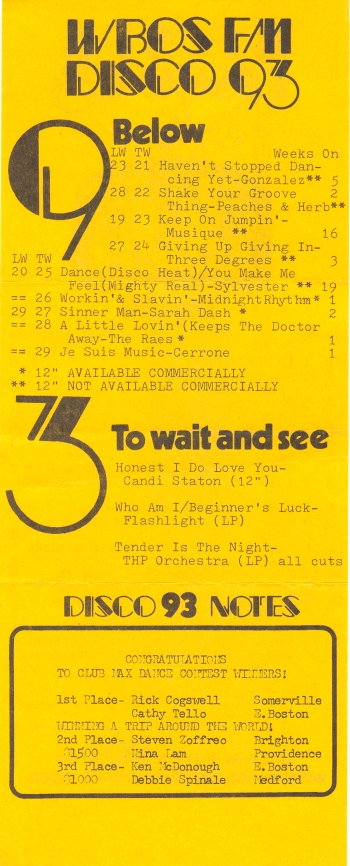 WBOS FM
DISCO 93
9 Below
LW TW Weeks On
23 21 Haven't Stopped Dan-
cing Yet-Gonzalez** 5
28 22 Shake Your Groove 2
Thing-Peaches & Herb**
19 23 Keep On Jumpin'-
Musique ** 16
27 24 Giving Up Giving In-
Three Degrees ** 3
LW TW
20 25 Dance(Disco Heat)/You Make Me
Feel(Mighty Real)-Sylvester ** 19
== 26 Workin'& Slavin'-Midnight Rhythm* 1
29 27 Sinner Man-Sarah Dash * 2
== 28 A Little Lovin'(Keeps The Doctor
Away-The Raes * 1
== 29 Je Suis Music-Cerrone 1
* 12" AVAILABLE COMMERCIALLY
** 12" NOT AVAILABLE COMMERCIALLY
3 To wait and see
Honest I Do Love You-
Candi Staton (12")
Who Am I/Beginner's Luck-
Flashlight (LP)
Tender Is The Night-
THP Orchestra (LP) all cuts
DISCO 93 NOTES
CONGRATULATIONS
TO CLUB MAX DANCE CONTEST WINNERS!
1st Place- Rick Cogswell Somerville
Cathy Tello E.Boston
WINNING A TRIP AROUND THE WORLD!
2nd Place- Steven Zoffreo Brighton
$1500 Nina Lam Providence
3rd Place- Ken McDonough E.Boston
$1000 Debbie Spinale Medford